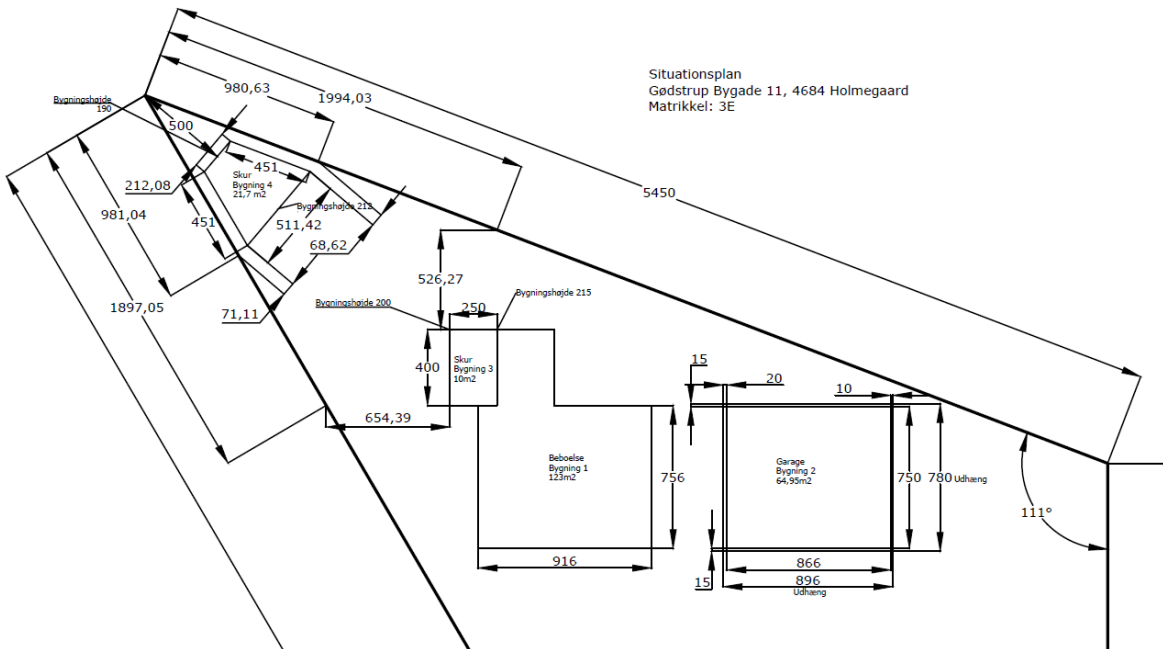 Situationsplan
Gødstrup Bygade 11, 4684 Holmegaard
Matrikkel: 3E
980,63
1994,03
5450
Bygningshøjde
190
500
451
Skur
Bygning 4
21,7 m2
212,08
981,04
451
Bygningshøjde 212
511,42
68,62
1897,05
71,11
526,27
Bygningshøjde 200
250
Bygningshøjde 215
Skur
Bygning 3
10m2
400
654,39
15
20
10
Beboelse
Bygning 1
123m2
756
916
Garage
Bygning 2
64,95m2
750
780 Udhæng
111°
866
15
896
Udhæng